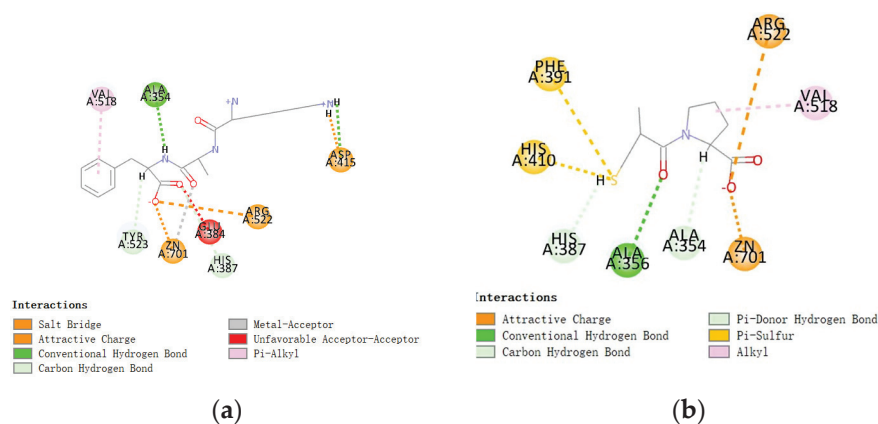 VAL
A:518
ALA
A:354
+N
N
+N
H
H
O
N
H
N
O
O
O
-
H
ASP
A:415
ARG
A:522
GLU
A:384
TYR
A:523
ZN
A:701
HIS
A:387
Interactions
Salt Bridge
Attractive Charge
Conventional Hydrogen Bond
Carbon Hydrogen Bond
Metal-Acceptor
Unfavorable Acceptor-Acceptor
Pi-Alkyl
(a)
ARG
A:522
PHE
A:391
VAL
A:518
HIS
A:410
N
H
O
H
S
O
O
-
HIS
A:387
ALA
A:356
ALA
A:354
ZN
A:701
Interactions
Attractive Charge
Conventional Hydrogen Bond
Carbon Hydrogen Bond
Pi-Donor Hydrogen Bond
Pi-Sulfur
Alkyl
(b)